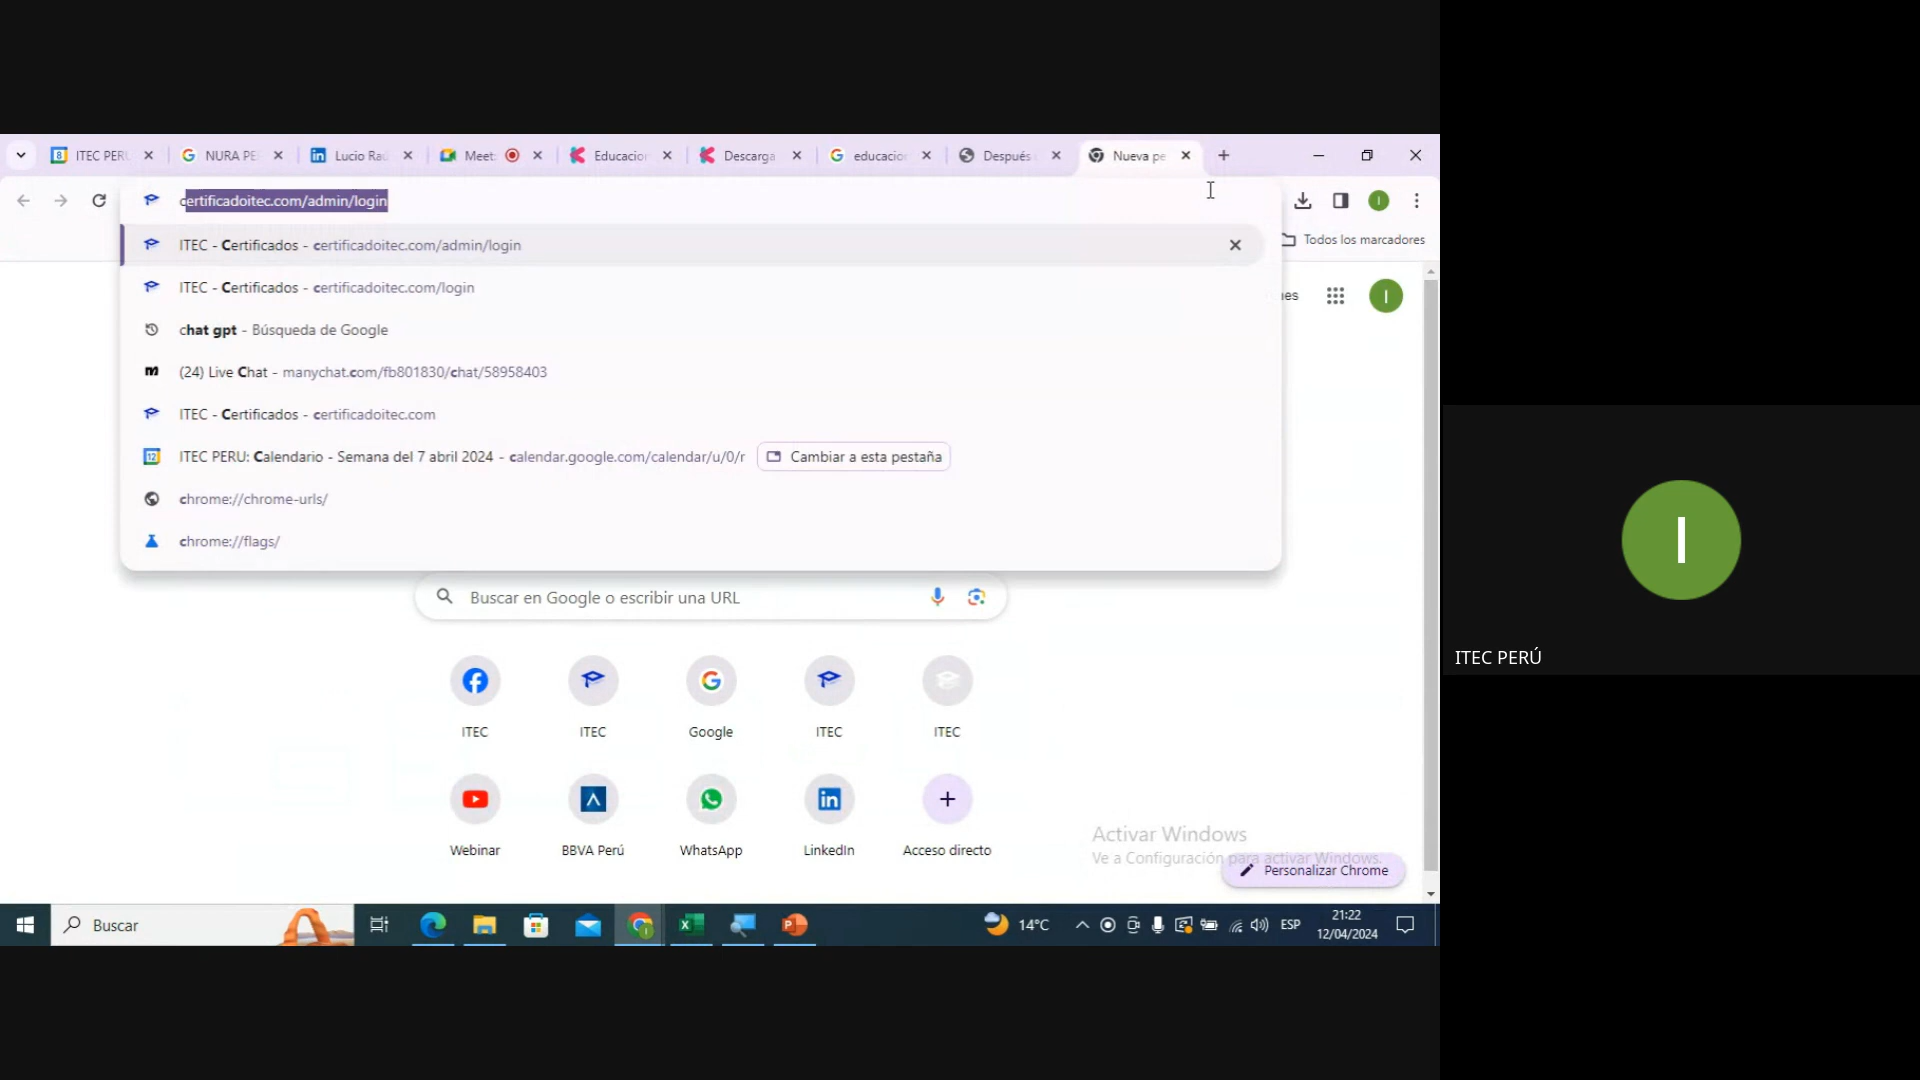 ITEC PERÚ
NURA PE
Lucio Raú
Meet:
Educacion
Descarga
educacion
Después
Nueva pe
certificadoitec.com/admin/login
ITEC - Certificados - certificadoitec.com/admin/login
Todos los marcadores
ITEC - Certificados - certificadoitec.com/login
chat gpt - Búsqueda de Google
(24) Live Chat - manychat.com/fb801830/chat/58958403
ITEC - Certificados - certificadoitec.com
ITEC PERU: Calendario - Semana del 7 abril 2024 - calendar.google.com/calendar/u/0/r Cambiar a esta pestaña
chrome://chrome-urls/
chrome://flags/
Buscar en Google o escribir una URL
ITEC ITEC Google ITEC ITEC
Webinar BBVA Perú WhatsApp LinkedIn Acceso directo
Activar Windows
Ve a Configuración para activar Windows.
Personalizar Chrome
Buscar
14°C
ESP
21:22
12/04/2024
I
ITEC PERÚ